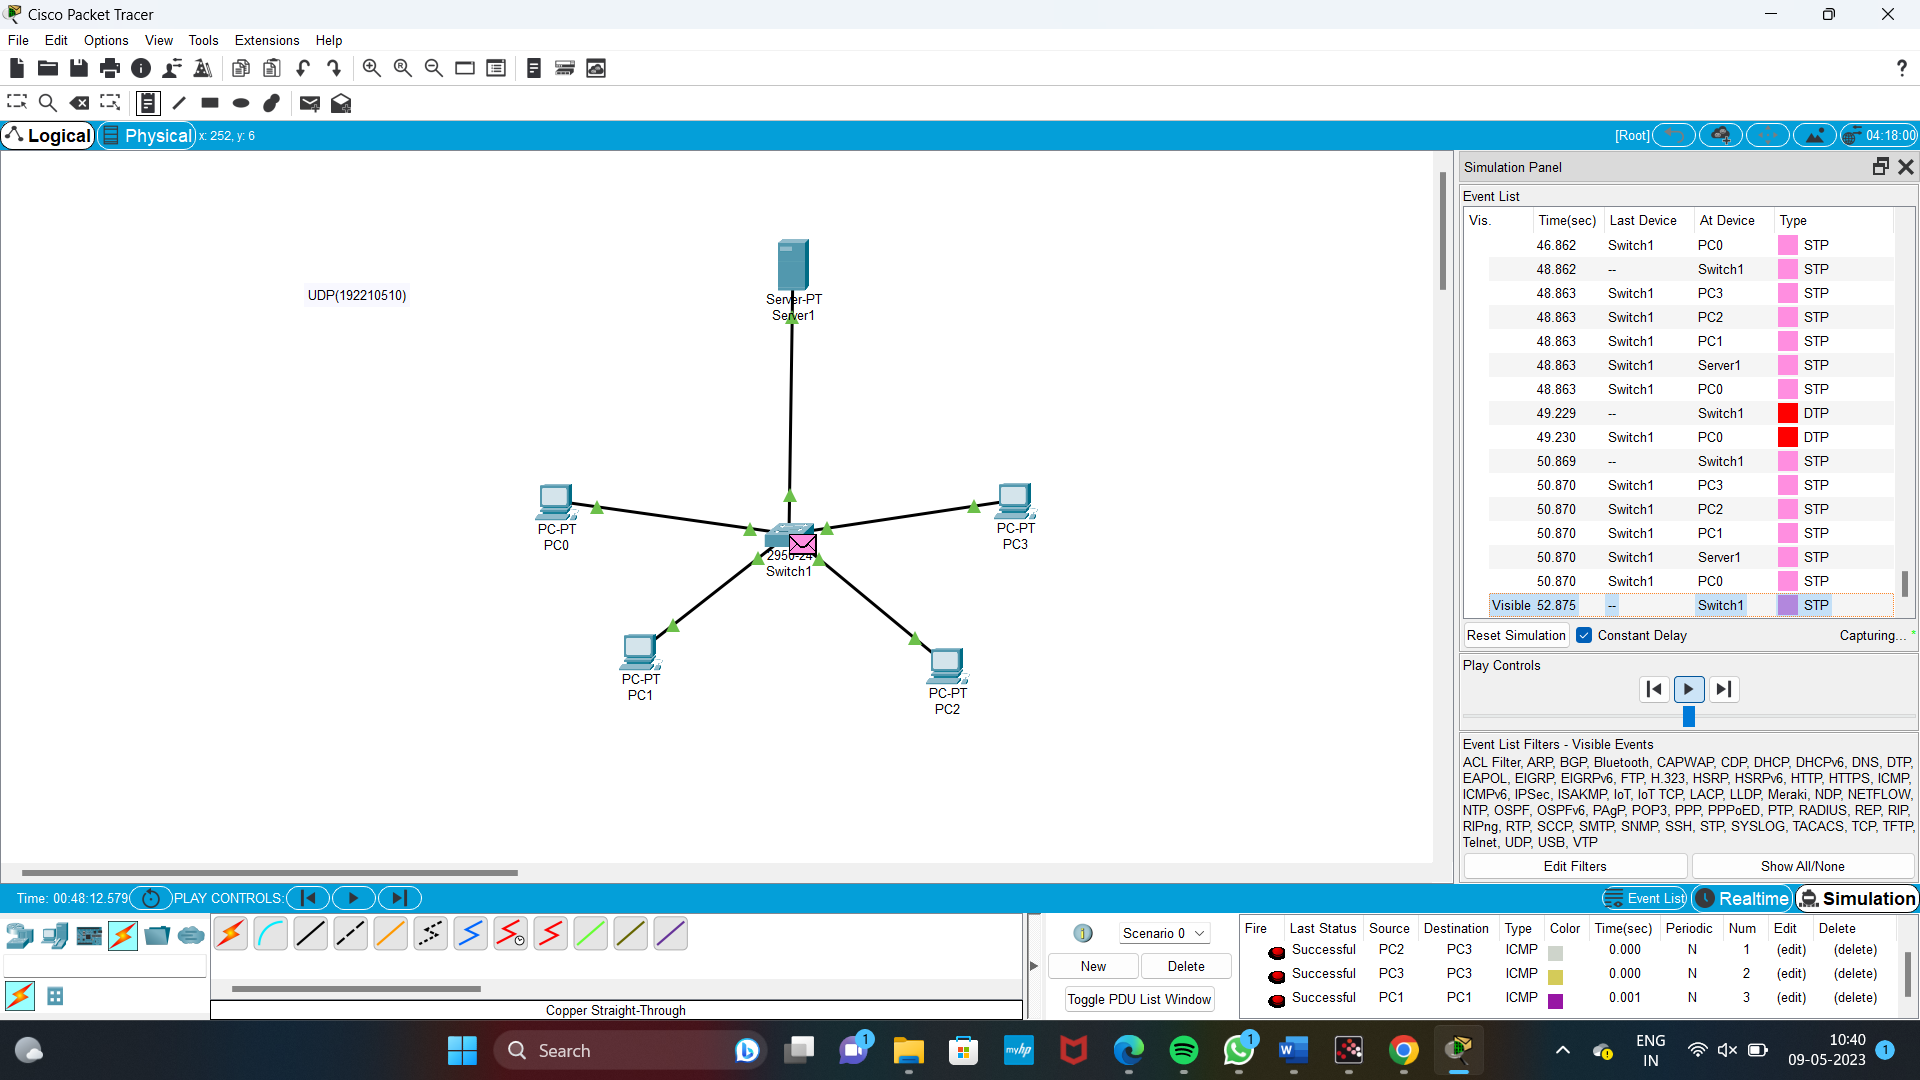 Cisco Packet Tracer
File Edit Options View Tools Extensions Help
?
Logical Physical x: 252, y: 6 [Root] 04:18:00
Simulation Panel
Event List
Vis. Time(sec) Last Device At Device Type
46.862 Switch1 PC0 STP
48.862 -- Switch1 STP
48.863 Switch1 PC3 STP
48.863 Switch1 PC2 STP
48.863 Switch1 PC1 STP
48.863 Switch1 Server1 STP
48.863 Switch1 PC0 STP
49.229 -- Switch1 DTP
49.230 Switch1 PC0 DTP
50.869 -- Switch1 STP
50.870 Switch1 PC3 STP
50.870 Switch1 PC2 STP
50.870 Switch1 PC1 STP
50.870 Switch1 Server1 STP
50.870 Switch1 PC0 STP
Visible 52.875 -- Switch1 STP
Reset Simulation Constant Delay Capturing...
Play Controls
Event List Filters - Visible Events
ACL Filter, ARP, BGP, Bluetooth, CAPWAP, CDP, DHCP, DHCPv6, DNS, DTP,
EAPOL, EIGRP, EIGRPv6, FTP, H.323, HSRP, HSRPv6, HTTP, HTTPS, ICMP,
ICMPv6, IPSec, ISAKMP, IoT, IoT TCP, LACP, LLDP, Meraki, NDP, NETFLOW,
NTP, OSPF, OSPFv6, PAgP, POP3, PPP, PPPoED, PTP, RADIUS, REP, RIP,
RIPng, RTP, SCCP, SMTP, SNMP, SSH, STP, SYSLOG, TACACS, TCP, TFTP,
Telnet, UDP, USB, VTP
Edit Filters Show All/None
UDP(192210510)
Server-PT
Server1
PC-PT
PC0
PC-PT
PC3
2950-24
Switch1
PC-PT
PC1
PC-PT
PC2
Time: 00:48:12.579 PLAY CONTROLS: Event List Realtime Simulation
Copper Straight-Through
Scenario 0
New Delete
Toggle PDU List Window
Fire Last Status Source Destination Type Color Time(sec) Periodic Num Edit Delete
Successful PC2 PC3 ICMP 0.000 N 1 (edit) (delete)
Successful PC3 PC3 ICMP 0.000 N 2 (edit) (delete)
Successful PC1 PC1 ICMP 0.001 N 3 (edit) (delete)
Search
1
myhp
1
W
ENG
IN
10:40
09-05-2023
1